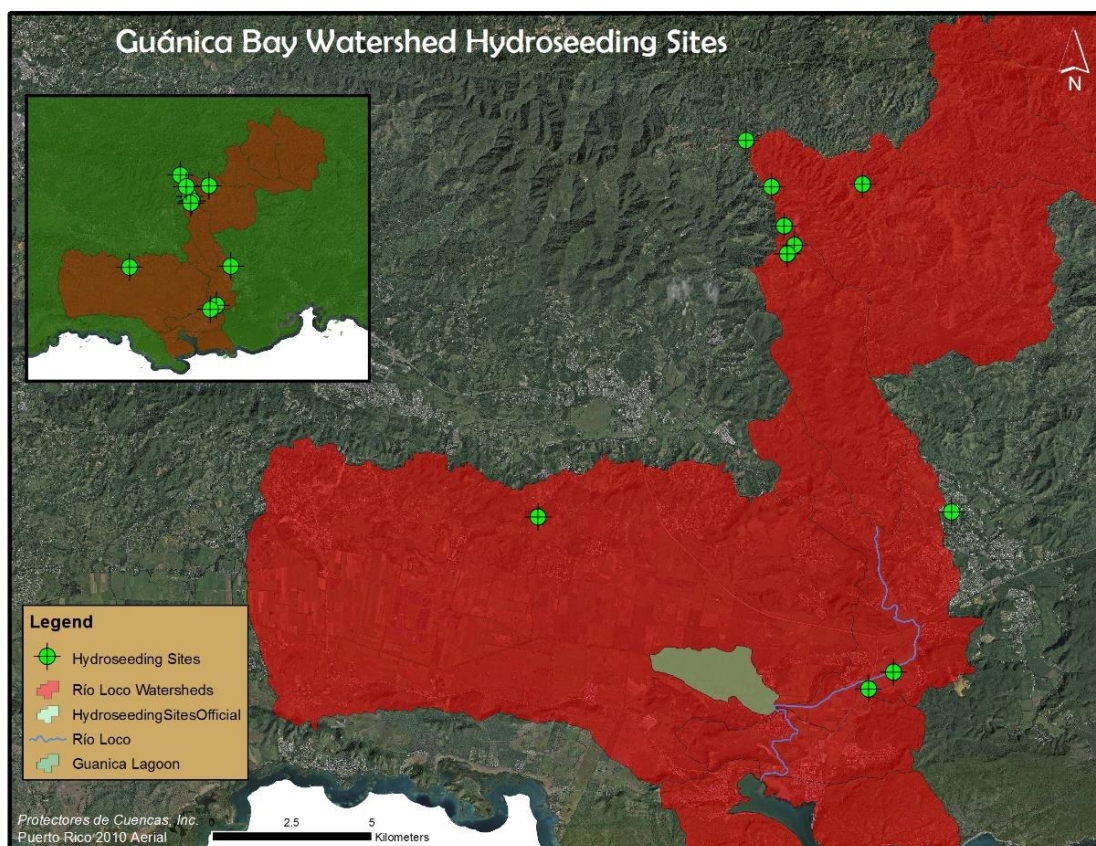 Guánica Bay Watershed Hydroseeding Sites
N
Legend
Hydroseeding Sites
Río Loco Watersheds
HydroseedingSitesOfficial
Río Loco
Guanica Lagoon
Protectores de Cuencas, Inc.
Puerto Rico 2010 Aerial
0 2.5 5
Kilometers